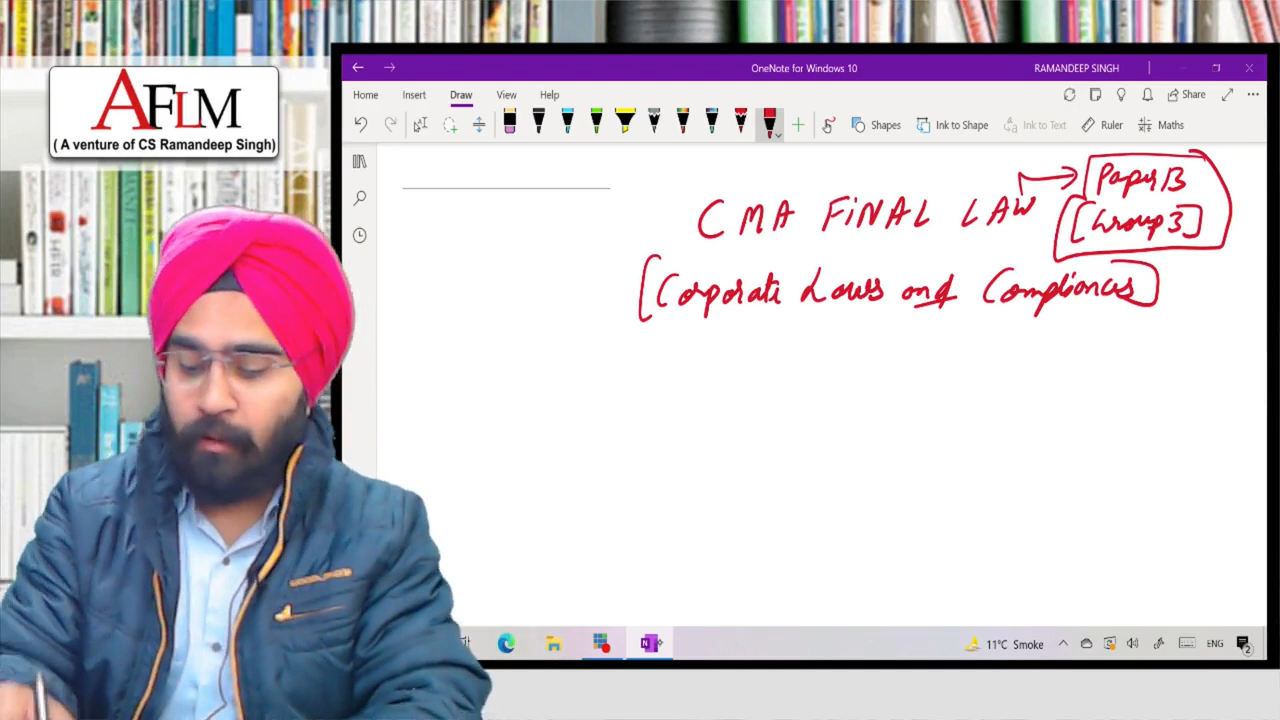 AFLM
( A venture of CS Ramandeep Singh)
OneNote for Windows 10
RAMANDEEP SINGH
Home Insert Draw View Help
Share
Shapes
Ink to Shape
Ink to Text
Ruler
Maths
CMA FINAL LAW
Paper 13
[Group 3]
[Corporate Laws and Compliances]
11°C Smoke
ENG
2